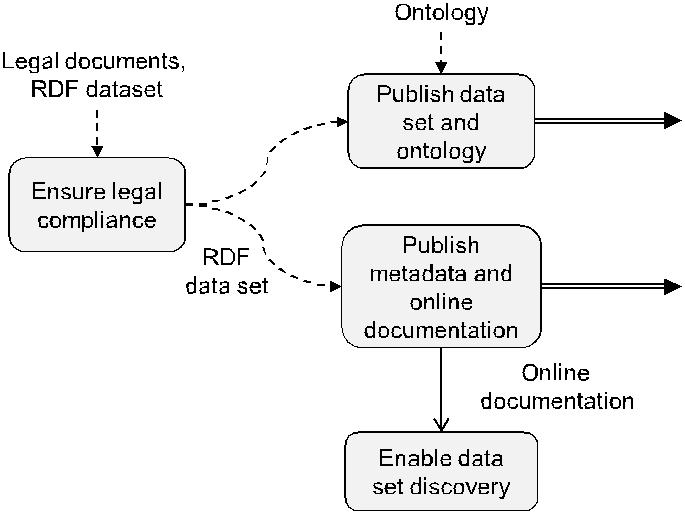 Ontology
Legal documents,
RDF dataset
Publish data
set and
ontology
Ensure legal
compliance
RDF
data set
Publish
metadata and
online
documentation
Online
documentation
Enable data
set discovery